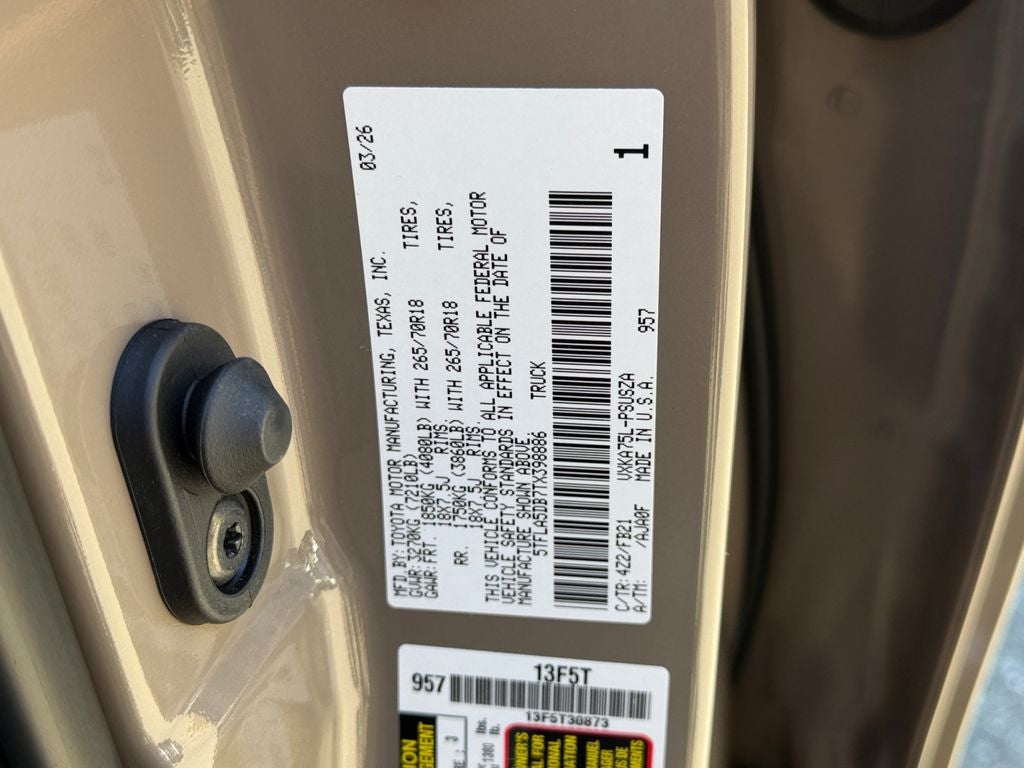 03/26
MFD.BY: TOYOTA MOTOR MANUFACTURING, TEXAS, INC.
GVWR: 3270KG (7210LB)
GAWR: FRT. 1850KG (4080LB) WITH 265/70R18 TIRES,
18X7.5J RIMS
RR. 1750KG (3860LB) WITH 265/70R18 TIRES,
18X7.5J RIMS.
THIS VEHICLE CONFORMS TO ALL APPLICABLE FEDERAL MOTOR
VEHICLE SAFETY STANDARDS IN EFFECT ON THE DATE OF
MANUFACTURE SHOWN ABOVE.
5TFLA5DB7TX398886 TRUCK
1
C/TR: 4Z2/FB21 VXKA75L-PSUSZA 957
A/TM: /AJA0F MADE IN U.S.A.
13F5T
957
13F5T30873